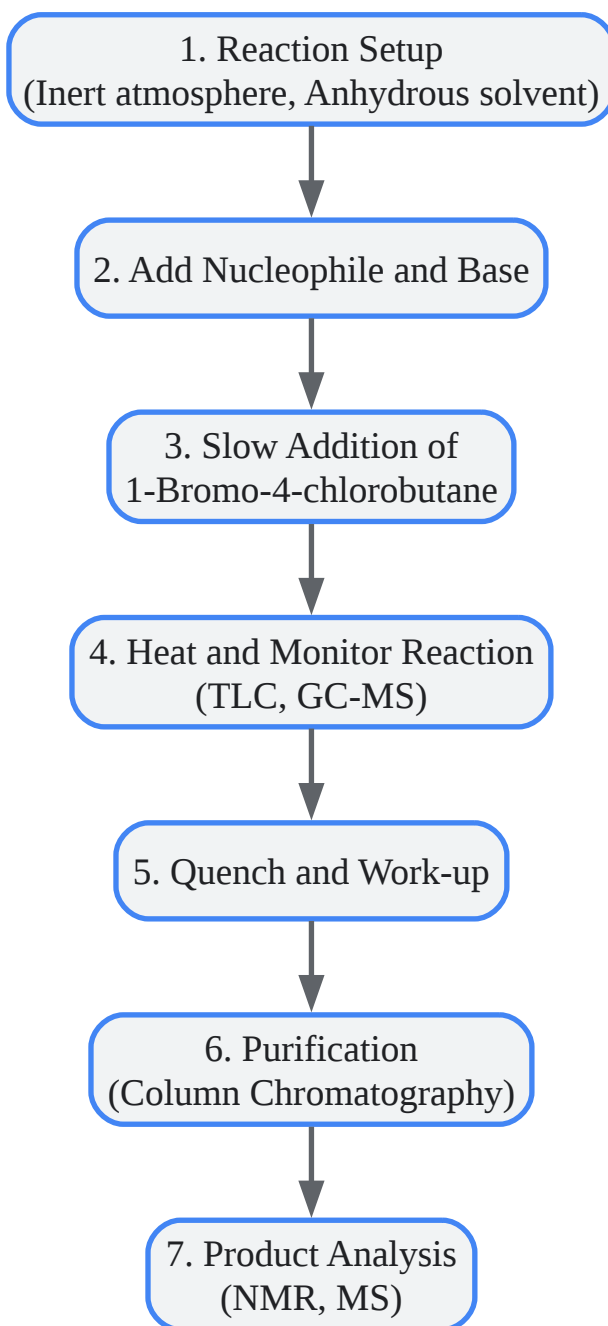 1. Reaction Setup
(Inert atmosphere, Anhydrous solvent)
2. Add Nucleophile and Base
3. Slow Addition of
1-Bromo-4-chlorobutane
4. Heat and Monitor Reaction
(TLC, GC-MS)
5. Quench and Work-up
6. Purification
(Column Chromatography)
7. Product Analysis
(NMR, MS)